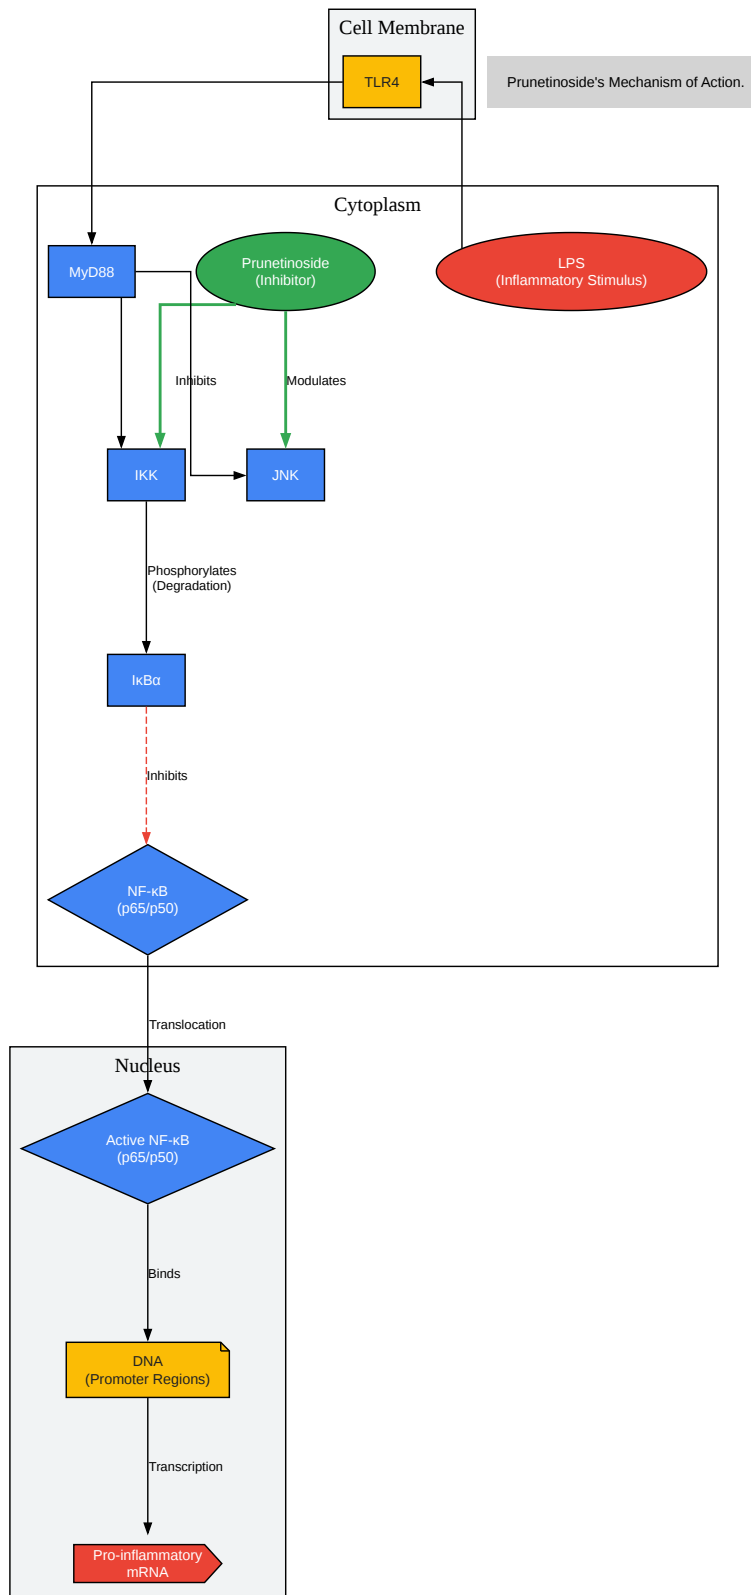 Cell Membrane
TLR4
Prunetinoside's Mechanism of Action.
Cytoplasm
MyD88
Prunetinoside
(Inhibitor)
LPS
(Inflammatory Stimulus)
Inhibits
Modulates
IKK
JNK
Phosphorylates
(Degradation)
IκBα
Inhibits
NF-κB
(p65/p50)
Translocation
Nucleus
Active NF-κB
(p65/p50)
Binds
DNA
(Promoter Regions)
Transcription
Pro-inflammatory
mRNA